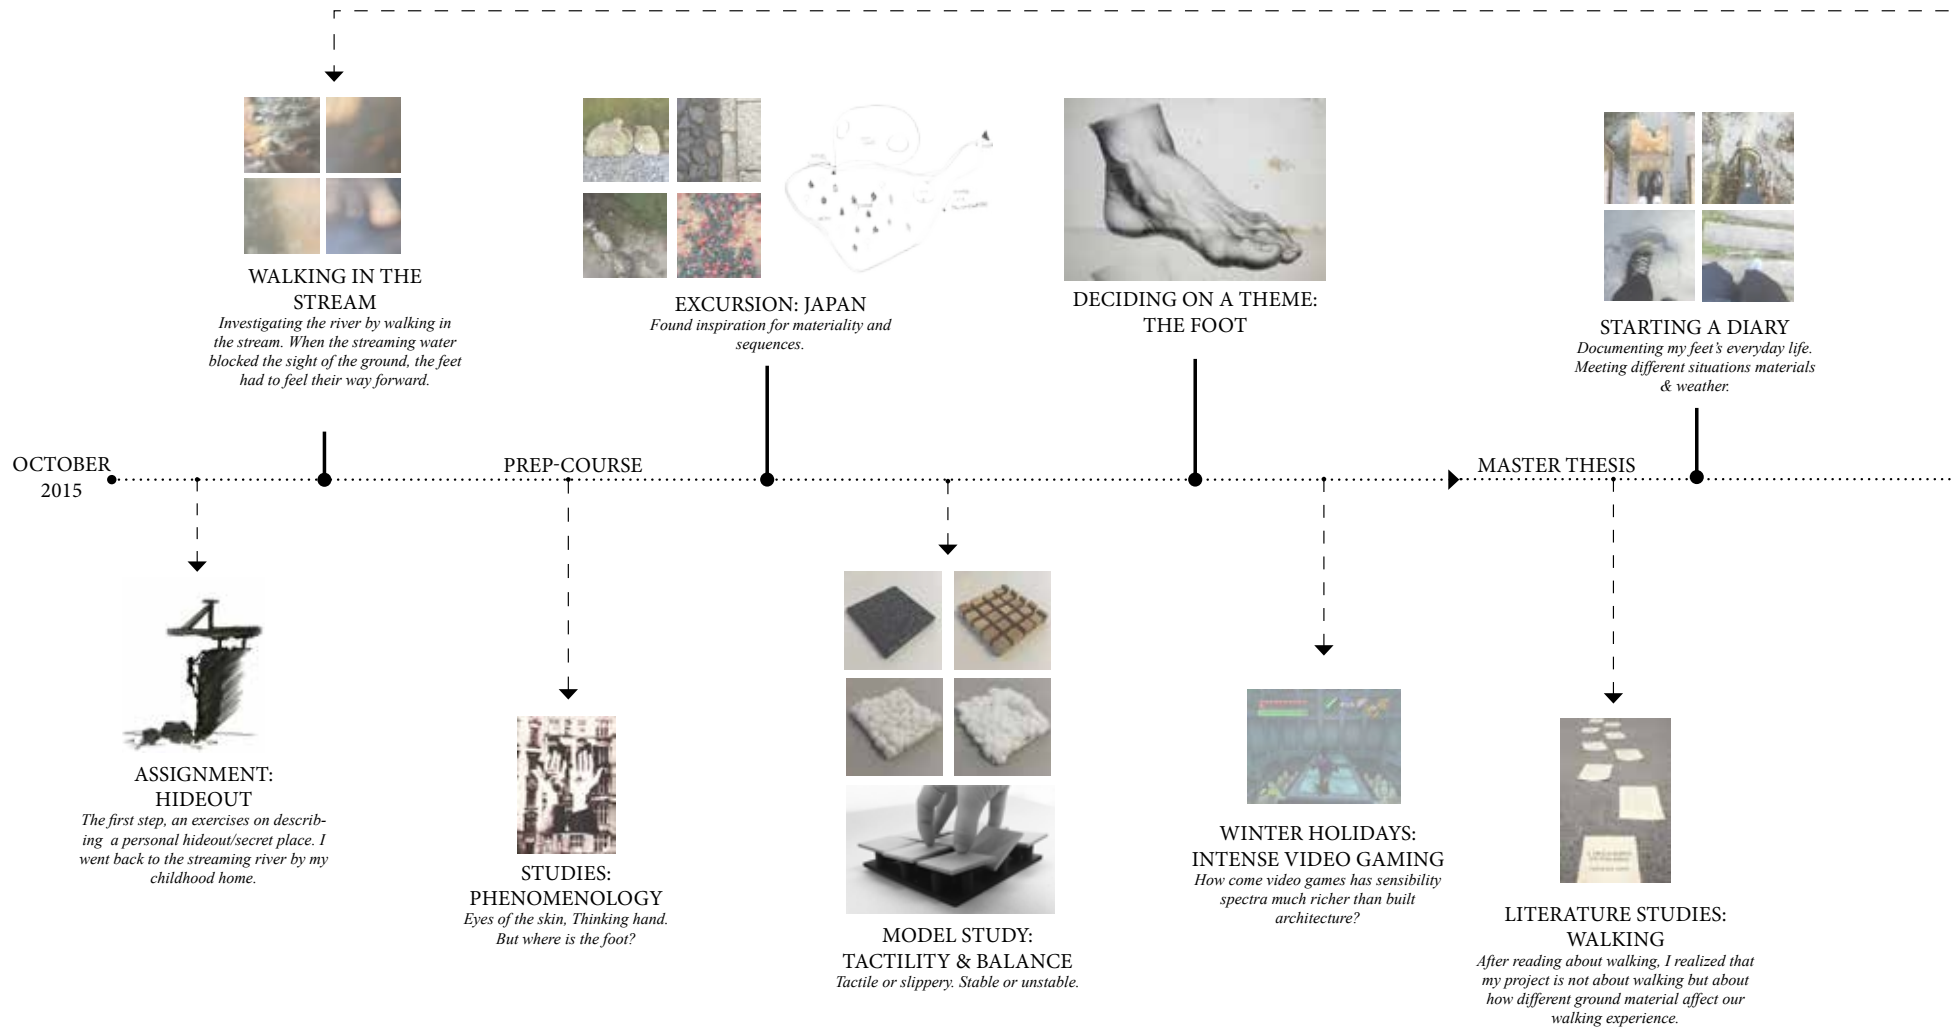 WALKING IN THE
STREAM
Investigating the river by walking in
the stream. When the streaming water
blocked the sight of the ground, the feet
had to feel their way forward.
EXCURSION: JAPAN
Found inspiration for materiality and
sequences.
DECIDING ON A THEME:
THE FOOT
STARTING A DIARY
Documenting my feet's everyday life.
Meeting different situations materials
& weather.
OCTOBER
2015
PREP-COURSE
MASTER THESIS
ASSIGNMENT:
HIDEOUT
The first step, an exercises on describ-
ing a personal hideout/secret place. I
went back to the streaming river by my
childhood home.
STUDIES:
PHENOMENOLOGY
Eyes of the skin, Thinking hand.
But where is the foot?
MODEL STUDY:
TACTILITY & BALANCE
Tactile or slippery. Stable or unstable.
WINTER HOLIDAYS:
INTENSE VIDEO GAMING
How come video games has sensibility
spectra much richer than built
architecture?
LITERATURE STUDIES:
WALKING
After reading about walking, I realized that
my project is not about walking but about
how different ground material affect our
walking experience.